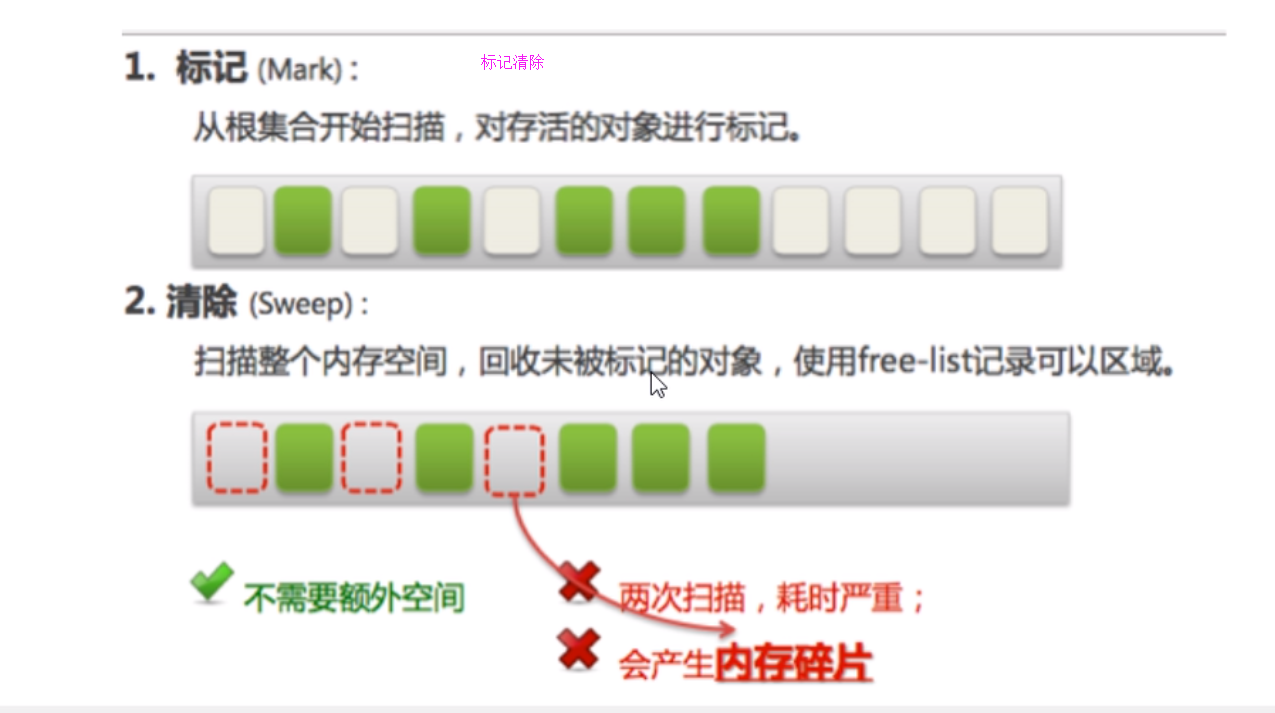 1. 标记 (Mark) :
标记清除
从根集合开始扫描，对存活的对象进行标记。
2. 清除 (Sweep) :
扫描整个内存空间，回收未被标记的对象，使用free-list记录可以区域。
不需要额外空间
两次扫描，耗时严重；
会产生内存碎片